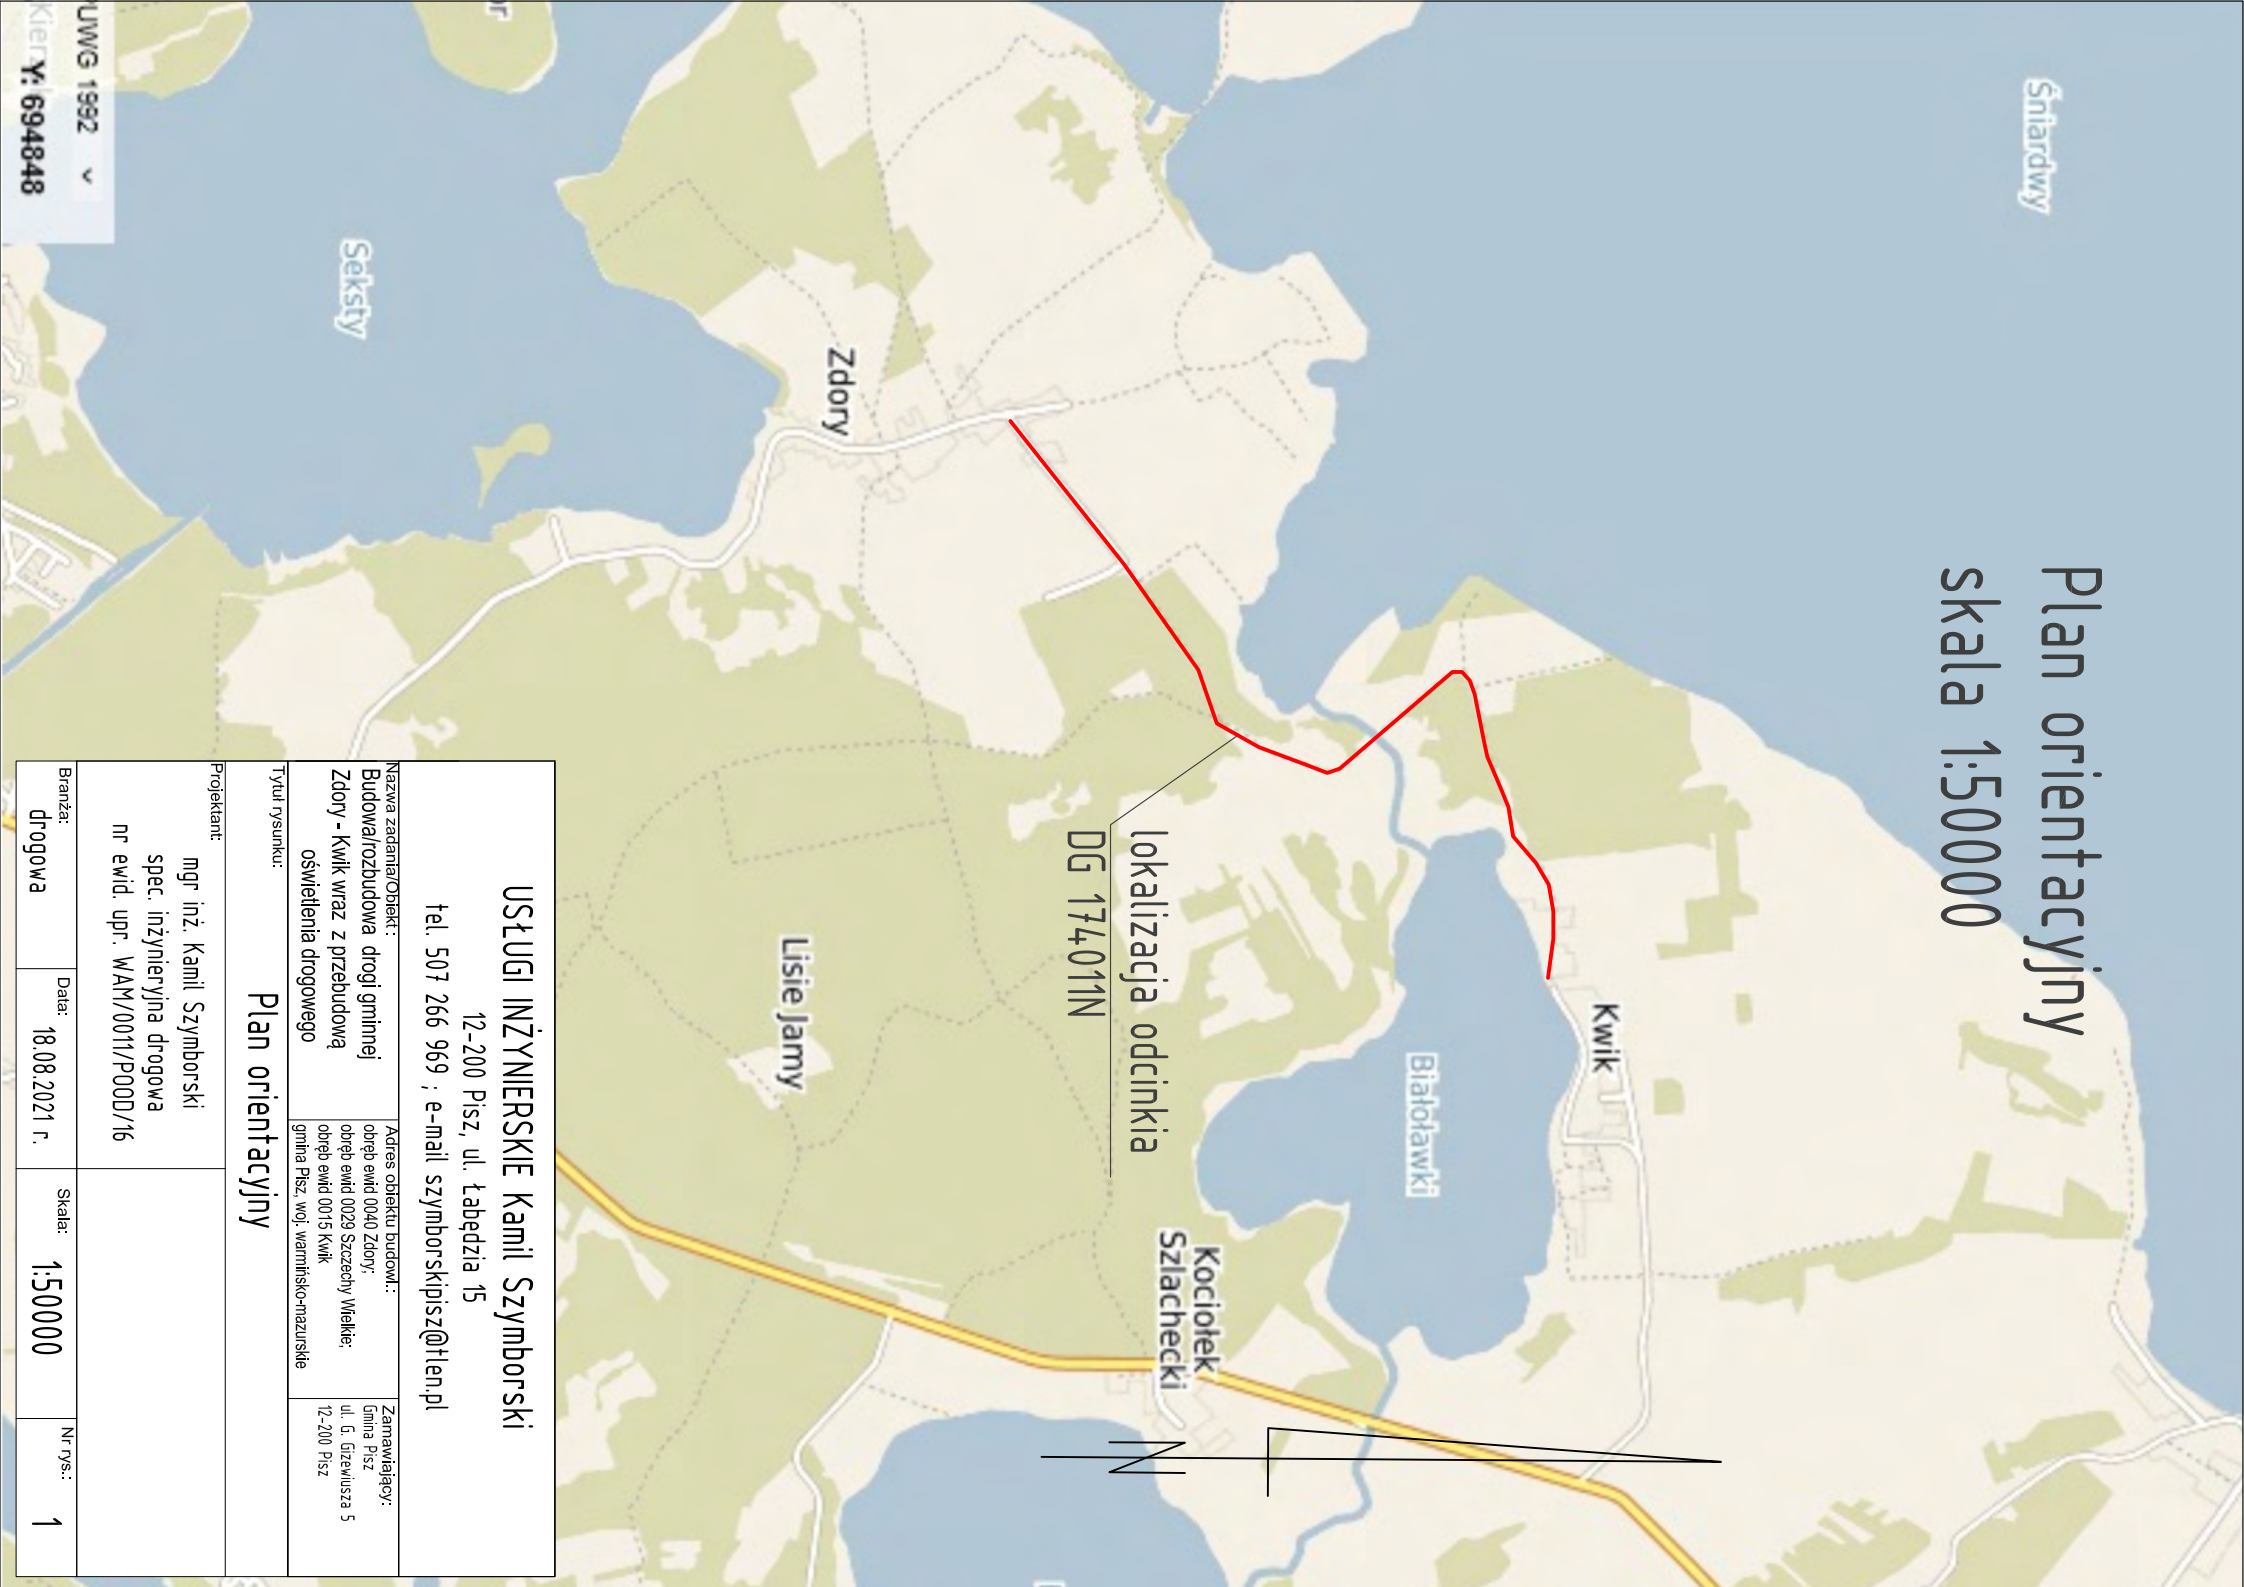 Plan orientacyjny
skala 1:50000
Śniardwy
Seksty
Zdory
Kwik
Białoławki
lokalizacja odcinkia
DG 174011N
Lisie Jamy
Kociołek
Szlachecki
PUWG 1992
Y: 694848
USŁUGI INŻYNIERSKIE Kamil Szymborski
12-200 Pisz, ul. Łabędzia 15
tel. 507 266 969 ; e-mail szymborskipisz@tlen.pl
Nazwa zadania/Obiekt :
Budowa/rozbudowa drogi gminnej
Zdory - Kwik wraz z przebudową
oświetlenia drogowego
Adres obiektu budowl.:
obręb ewid 0040 Zdory;
obręb ewid 0029 Szczechy Wielkie;
obręb ewid 0015 Kwik
gmina Pisz, woj. warmińsko-mazurskie
Zamawiający:
Gmina Pisz
ul. G. Gizewiusza 5
12-200 Pisz
Tytuł rysunku:
Plan orientacyjny
Projektant:
mgr inż. Kamil Szymborski
spec. inżynieryjna drogowa
nr ewid. upr. WAM/0011/POOD/16
Branża:
drogowa
Data:
18.08.2021 r.
Skala:
1:50000
Nr rys.:
1
N